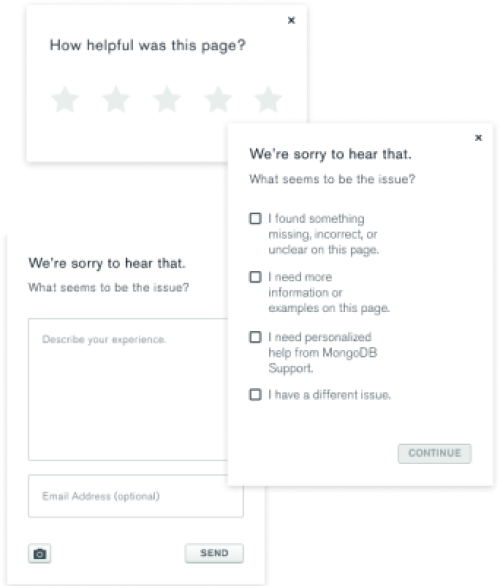 How helpful was this page?
We're sorry to hear that.
What seems to be the issue?
I found something
missing, incorrect, or
unclear on this page.
I need more
information or
examples on this page.
I need personalized
help from MongoDB
Support.
I have a different issue.
CONTINUE
We're sorry to hear that.
What seems to be the issue?
Describe your experience.
Email Address (optional)
SEND